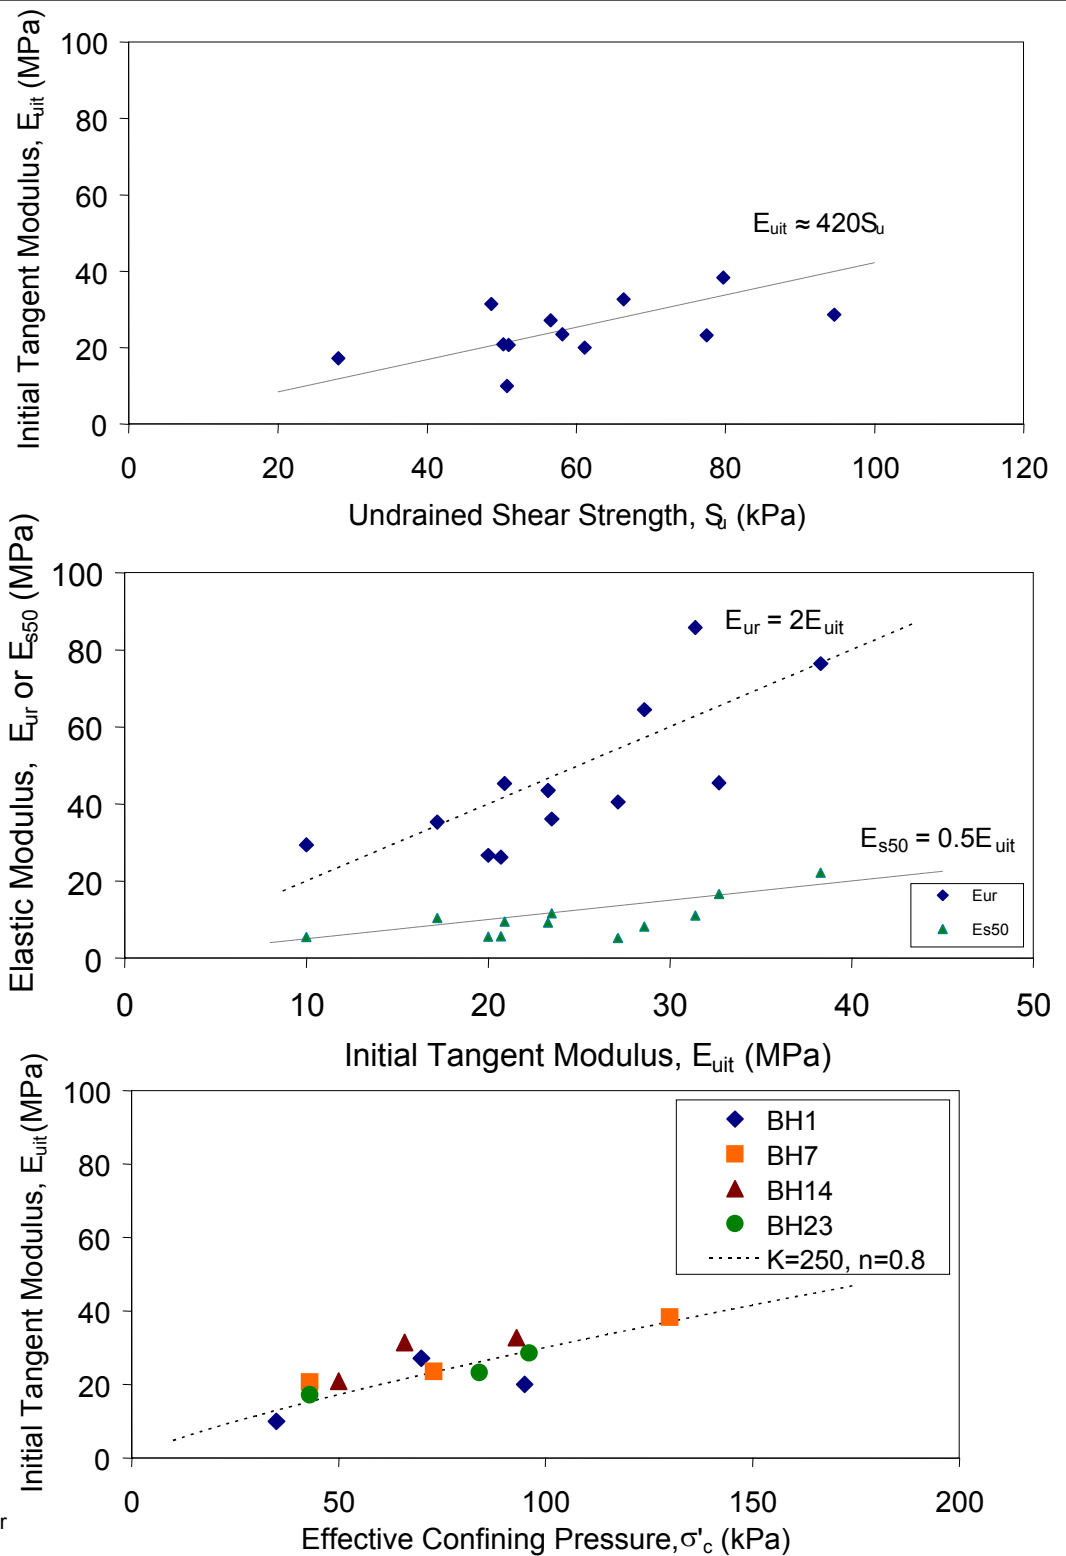 Initial Tangent Modulus, Euit (MPa)
100
80
60
40
20
0
Euit ≈ 420Su
0 20 40 60 80 100 120
Undrained Shear Strength, Su (kPa)
Elastic Modulus, Eur or Es50 (MPa)
100
80
60
40
20
0
Eur = 2Euit
Es50 = 0.5Euit
Eur
Es50
0 10 20 30 40 50
Initial Tangent Modulus, Euit (MPa)
Initial Tangent Modulus, Euit (MPa)
100
80
60
40
20
0
BH1
BH7
BH14
BH23
K=250, n=0.8
0 50 100 150 200
Effective Confining Pressure,σ'c (kPa)
r